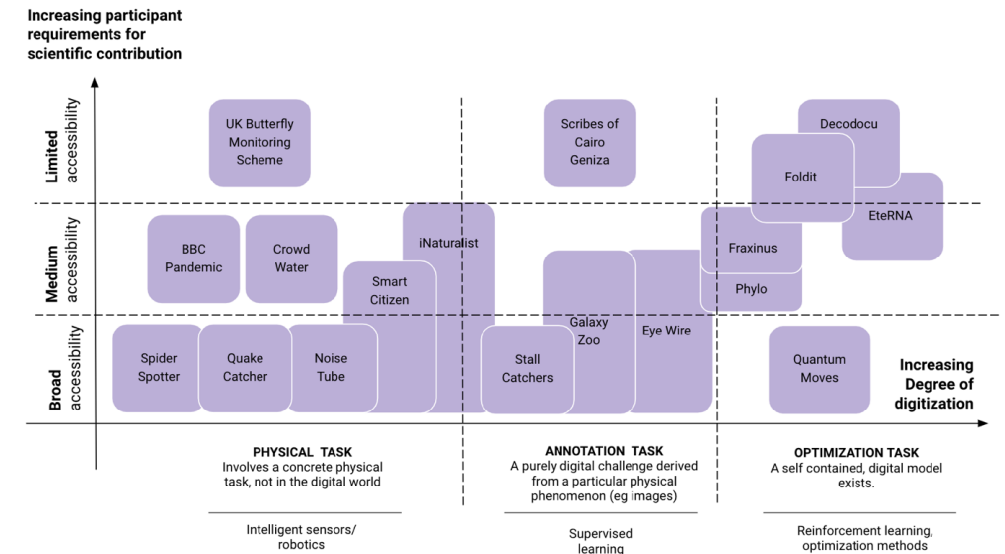 Increasing participant
requirements for
scientific contribution
Limited
accessibility
UK Butterfly
Monitoring
Scheme
Scribes of
Cairo
Geniza
Decodocu
Foldit
EteRNA
Medium
accessibility
BBC
Pandemic
Crowd
Water
iNaturalist
Smart
Citizen
Fraxinus
Phylo
Broad
accessibility
Spider
Spotter
Quake
Catcher
Noise
Tube
Stall
Catchers
Galaxy
Zoo
Eye Wire
Quantum
Moves
Increasing
Degree of
digitization
PHYSICAL TASK
Involves a concrete physical
task, not in the digital world
Intelligent sensors/
robotics
ANNOTATION TASK
A purely digital challenge derived
from a particular physical
phenomenon (eg images)
Supervised
learning
OPTIMIZATION TASK
A self contained, digital model
exists.
Reinforcement learning,
optimization methods